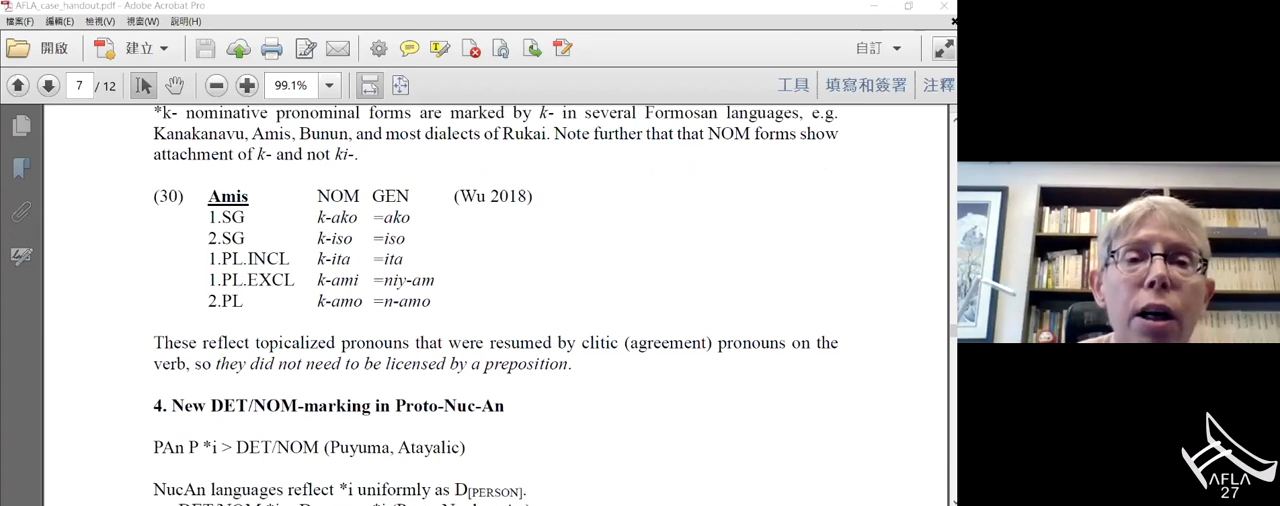 AFLA_case_handout.pdf - Adobe Acrobat Pro
檔案(F) 編輯(E) 檢視(V) 視窗(W) 說明(H)
開啟 建立 自訂
7 / 12 99.1% 工具 填寫和簽署 注釋
*k- nominative pronominal forms are marked by k- in several Formosan languages, e.g.
Kanakanavu, Amis, Bunun, and most dialects of Rukai. Note further that that NOM forms show
attachment of k- and not ki-.
(30) Amis NOM GEN (Wu 2018)
1.SG k-ako =ako
2.SG k-iso =iso
1.PL.INCL k-ita =ita
1.PL.EXCL k-ami =niy-am
2.PL k-amo =n-amo
These reflect topicalized pronouns that were resumed by clitic (agreement) pronouns on the
verb, so they did not need to be licensed by a preposition.
4. New DET/NOM-marking in Proto-Nuc-An
PAn P *i > DET/NOM (Puyuma, Atayalic)
NucAn languages reflect *i uniformly as D[PERSON].
AFLA
27